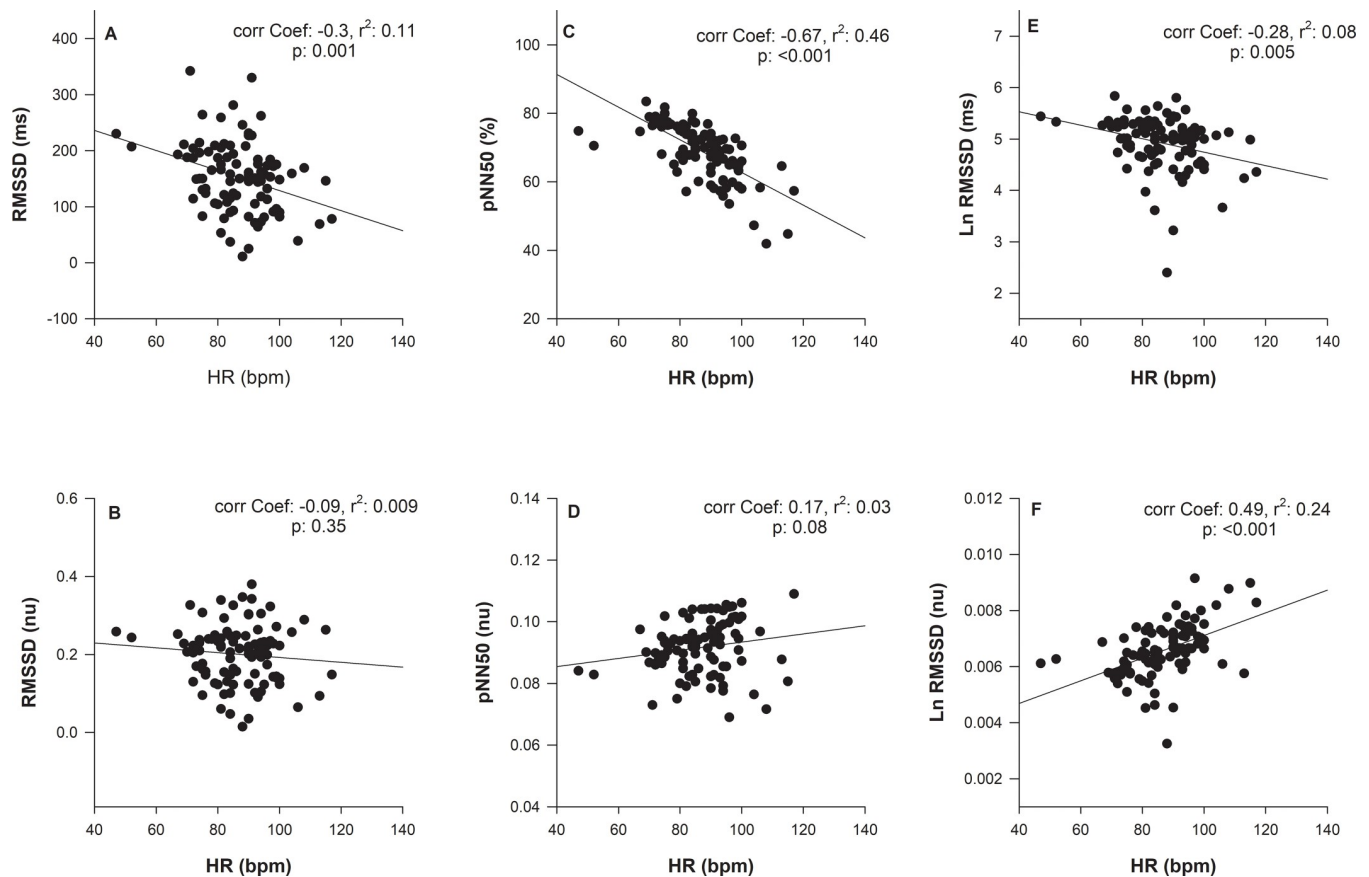 A
corr Coef: -0.3, r²: 0.11
p: 0.001
400
300
200
100
0
-100
RMSSD (ms)
40 60 80 100 120 140
HR (bpm)
C
corr Coef: -0.67, r²: 0.46
p: <0.001
100
80
60
40
20
pNN50 (%)
40 60 80 100 120 140
HR (bpm)
E
corr Coef: -0.28, r²: 0.08
p: 0.005
7
6
5
4
3
2
Ln RMSSD (ms)
40 60 80 100 120 140
HR (bpm)
B
corr Coef: -0.09, r²: 0.009
p: 0.35
0.6
0.4
0.2
0.0
RMSSD (nu)
40 60 80 100 120 140
HR (bpm)
D
corr Coef: 0.17, r²: 0.03
p: 0.08
0.14
0.12
0.10
0.08
0.06
0.04
pNN50 (nu)
40 60 80 100 120 140
HR (bpm)
F
corr Coef: 0.49, r²: 0.24
p: <0.001
0.012
0.010
0.008
0.006
0.004
0.002
Ln RMSSD (nu)
40 60 80 100 120 140
HR (bpm)